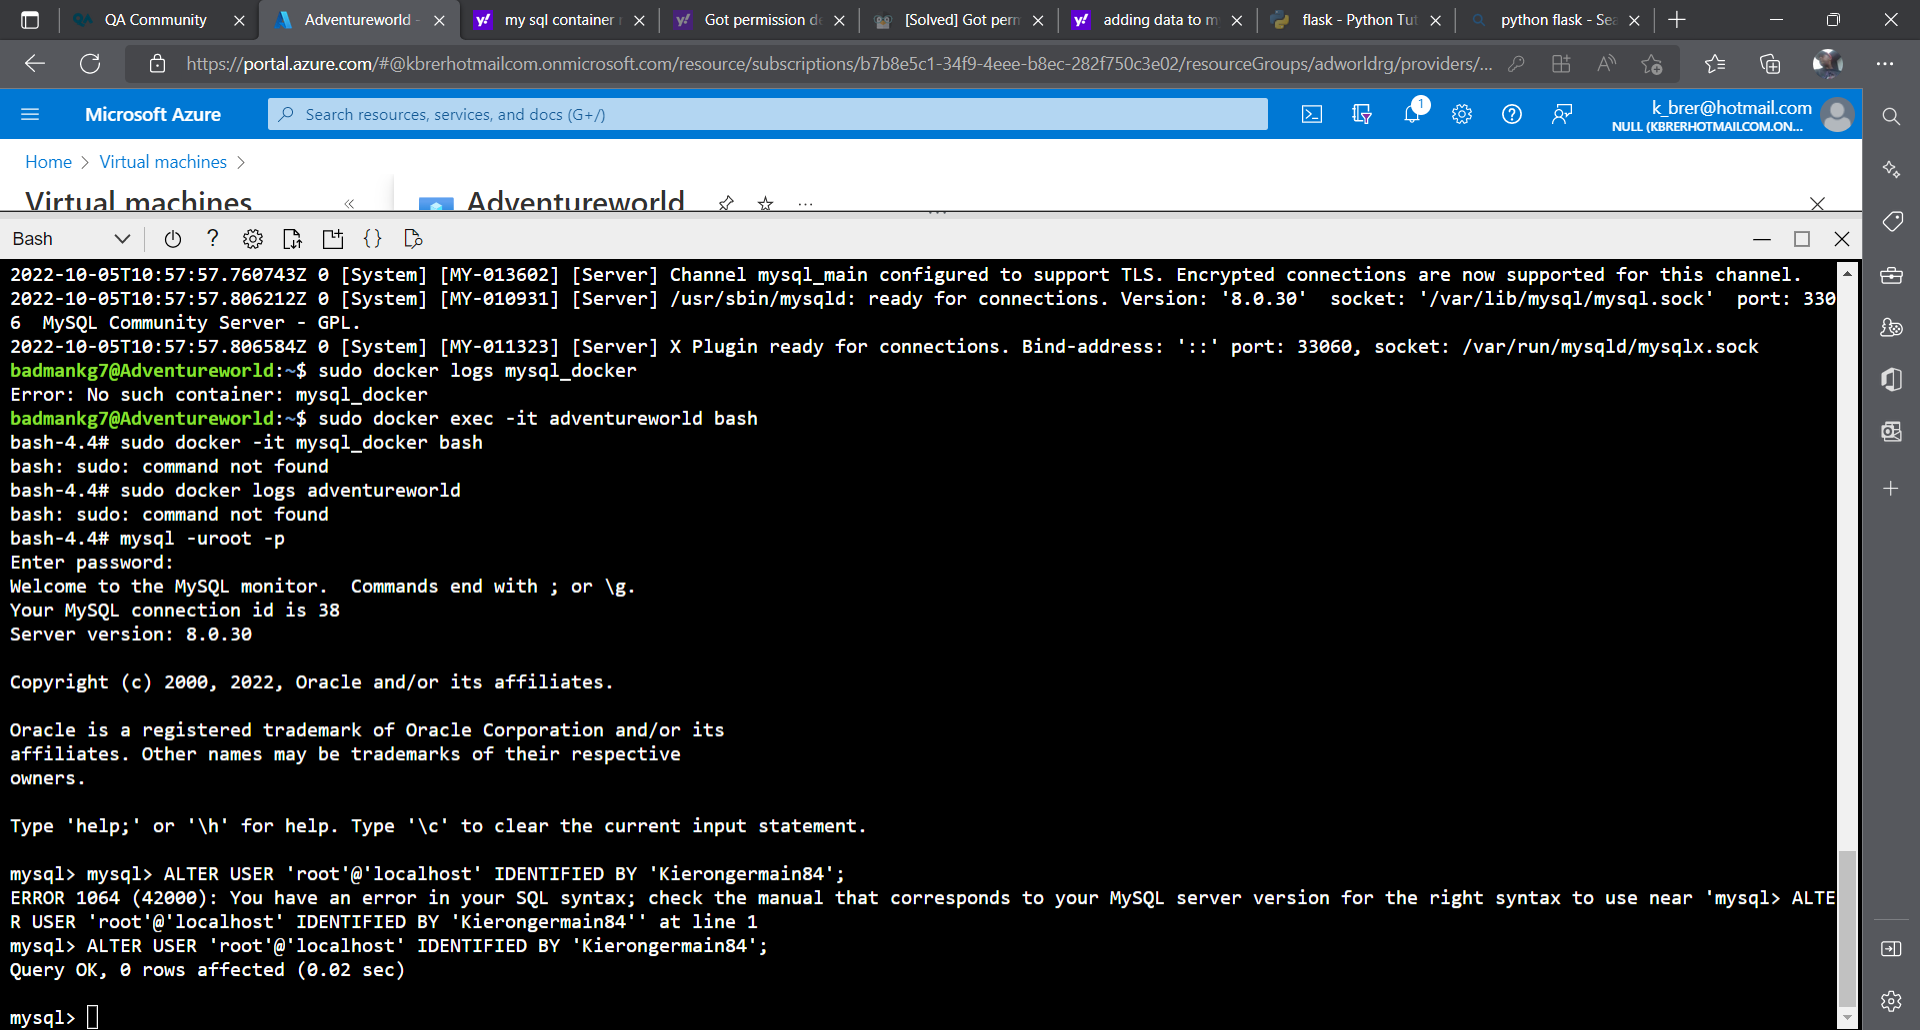 QA Community
Adventureworld -
my sql container r
Got permission de
[Solved] Got perm
adding data to m
flask - Python Tut
python flask - Sea
https://portal.azure.com/#@kbrerhotmailcom.onmicrosoft.com/resource/subscriptions/b7b8e5c1-34f9-4eee-b8ec-282f750c3e02/resourceGroups/adworldrg/providers/...
Microsoft Azure
Search resources, services, and docs (G+/)
1
k_brer@hotmail.com
NULL (KBRERHOTMAILCOM.ON...
Home > Virtual machines >
Virtual machines
Adventureworld
Bash
2022-10-05T10:57:57.760743Z 0 [System] [MY-013602] [Server] Channel mysql_main configured to support TLS. Encrypted connections are now supported for this channel.
2022-10-05T10:57:57.806212Z 0 [System] [MY-010931] [Server] /usr/sbin/mysqld: ready for connections. Version: '8.0.30'  socket: '/var/lib/mysql/mysql.sock'  port: 330
6  MySQL Community Server - GPL.
2022-10-05T10:57:57.806584Z 0 [System] [MY-011323] [Server] X Plugin ready for connections. Bind-address: '::' port: 33060, socket: /var/run/mysqld/mysqlx.sock
badmankg7@Adventureworld:~$ sudo docker logs mysql_docker
Error: No such container: mysql_docker
badmankg7@Adventureworld:~$ sudo docker exec -it adventureworld bash
bash-4.4# sudo docker -it mysql_docker bash
bash: sudo: command not found
bash-4.4# sudo docker logs adventureworld
bash: sudo: command not found
bash-4.4# mysql -uroot -p
Enter password:
Welcome to the MySQL monitor.  Commands end with ; or \g.
Your MySQL connection id is 38
Server version: 8.0.30
Copyright (c) 2000, 2022, Oracle and/or its affiliates.
Oracle is a registered trademark of Oracle Corporation and/or its
affiliates. Other names may be trademarks of their respective
owners.
Type 'help;' or '\h' for help. Type '\c' to clear the current input statement.
mysql> mysql> ALTER USER 'root'@'localhost' IDENTIFIED BY 'Kierongermain84';
ERROR 1064 (42000): You have an error in your SQL syntax; check the manual that corresponds to your MySQL server version for the right syntax to use near 'mysql> ALTE
R USER 'root'@'localhost' IDENTIFIED BY 'Kierongermain84'' at line 1
mysql> ALTER USER 'root'@'localhost' IDENTIFIED BY 'Kierongermain84';
Query OK, 0 rows affected (0.02 sec)
mysql>